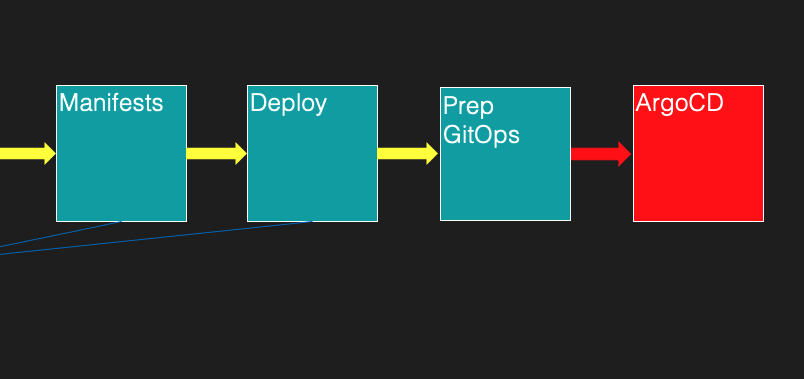 Manifests
Deploy
Prep
GitOps
ArgoCD